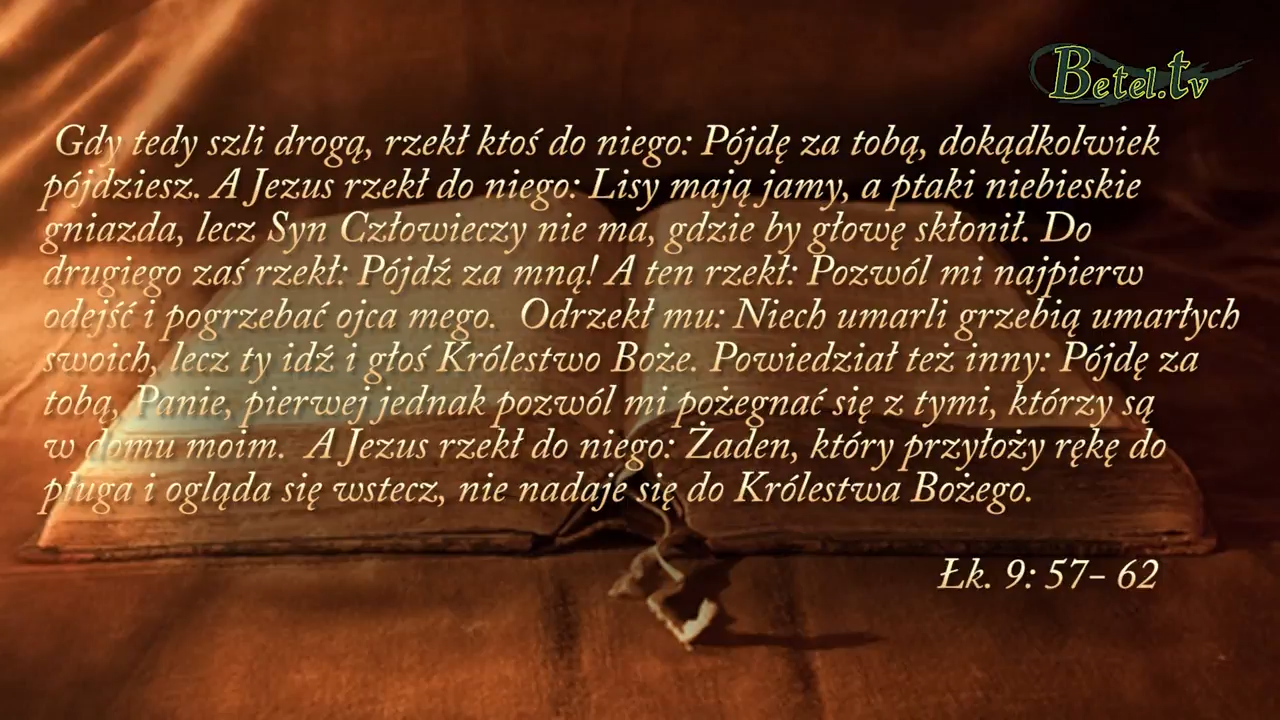 Betel.tv
Gdy tedy szli drogą, rzekł ktoś do niego: Pójdę za tobą, dokądkolwiek
pójdziesz. A Jezus rzekł do niego: Lisy mają jamy, a ptaki niebieskie
gniazda, lecz Syn Człowieczy nie ma, gdzie by głowę skłonił. Do
drugiego zaś rzekł: Pójdź za mną! A ten rzekł: Pozwól mi najpierw
odejść i pogrzebać ojca mego. Odrzekł mu: Niech umarli grzebią umarłych
swoich, lecz ty idź i głoś Królestwo Boże. Powiedział też inny: Pójdę za
tobą, Panie, pierwej jednak pozwól mi pożegnać się z tymi, którzy są
w domu moim. A Jezus rzekł do niego: Żaden, który przyłoży rękę do
pługa i ogląda się wstecz, nie nadaje się do Królestwa Bożego.
Łk. 9: 57- 62